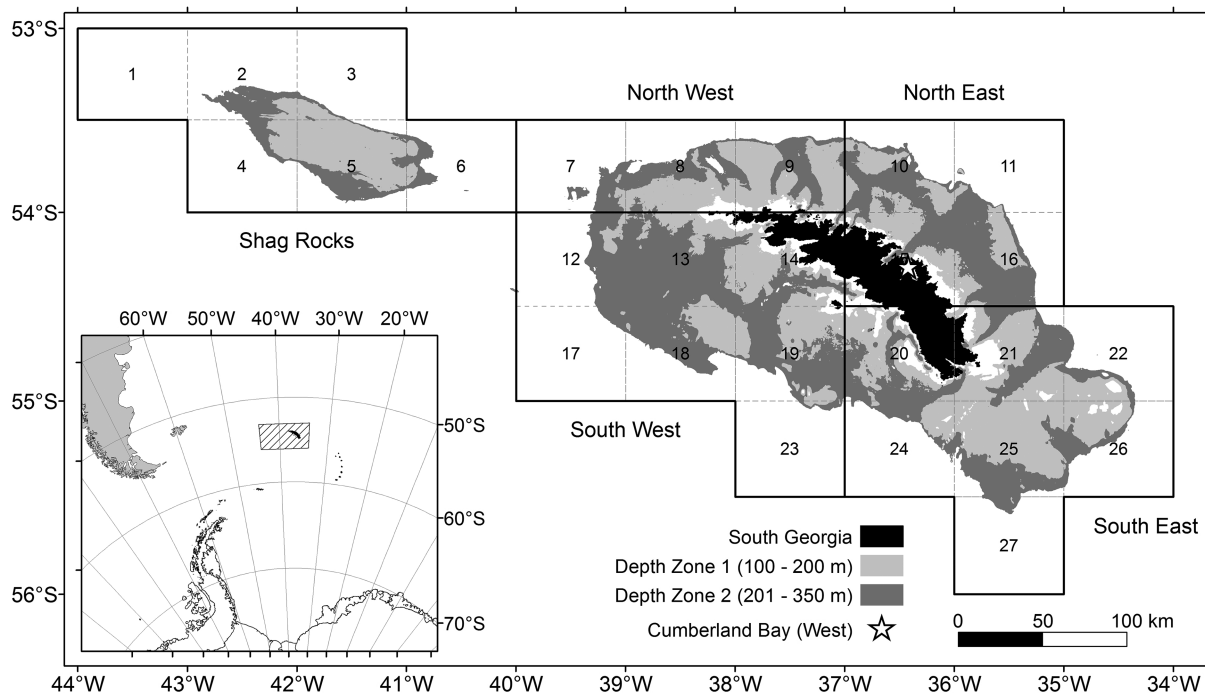 53°S
54°S
55°S
56°S
1
2
3
North West
North East
4
5
6
7
8
9
10
11
Shag Rocks
12
13
14
15
16
60°W
50°W
40°W
30°W
20°W
17
18
19
20
21
22
50°S
60°S
70°S
South West
23
24
25
26
South East
27
South Georgia
Depth Zone 1 (100 - 200 m)
Depth Zone 2 (201 - 350 m)
Cumberland Bay (West)
0
50
100 km
44°W
43°W
42°W
41°W
40°W
39°W
38°W
37°W
36°W
35°W
34°W